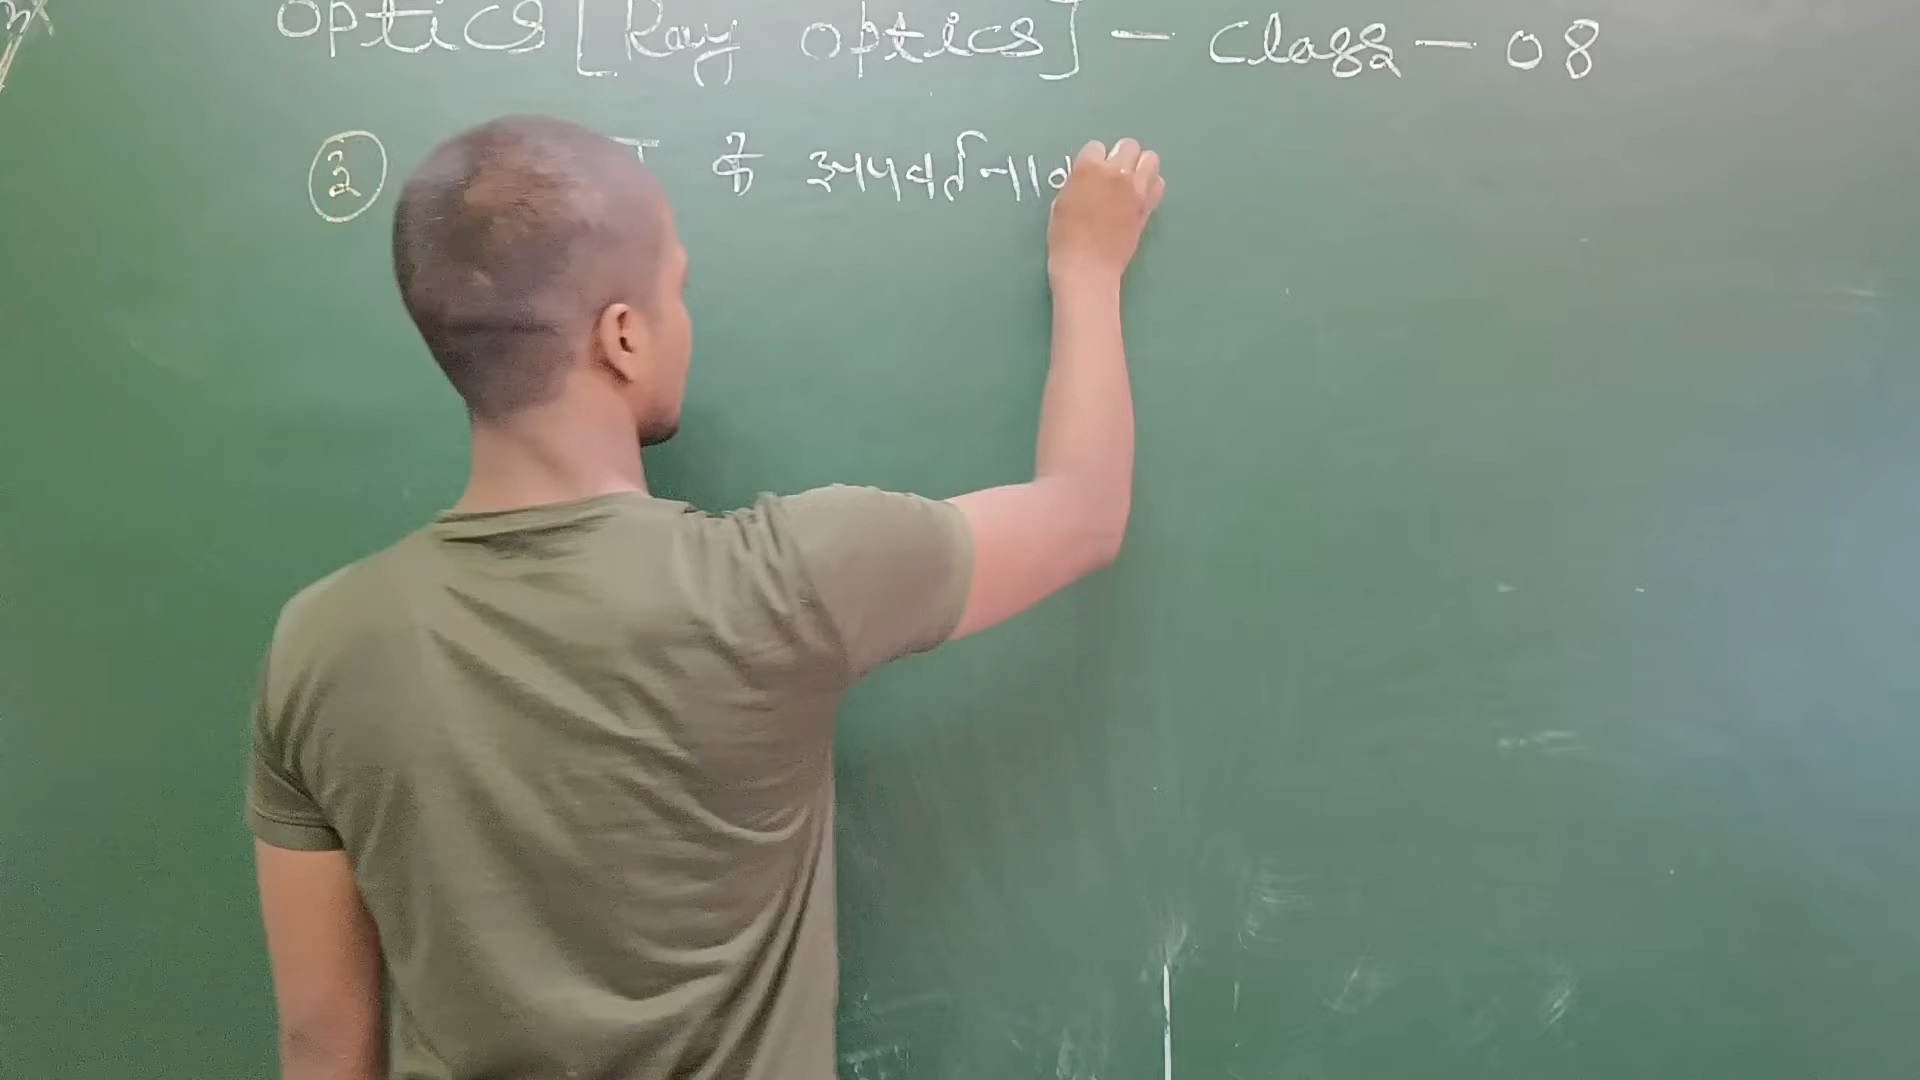 Optics [Ray Optics] - Class - 08
② के अपवर्तनां